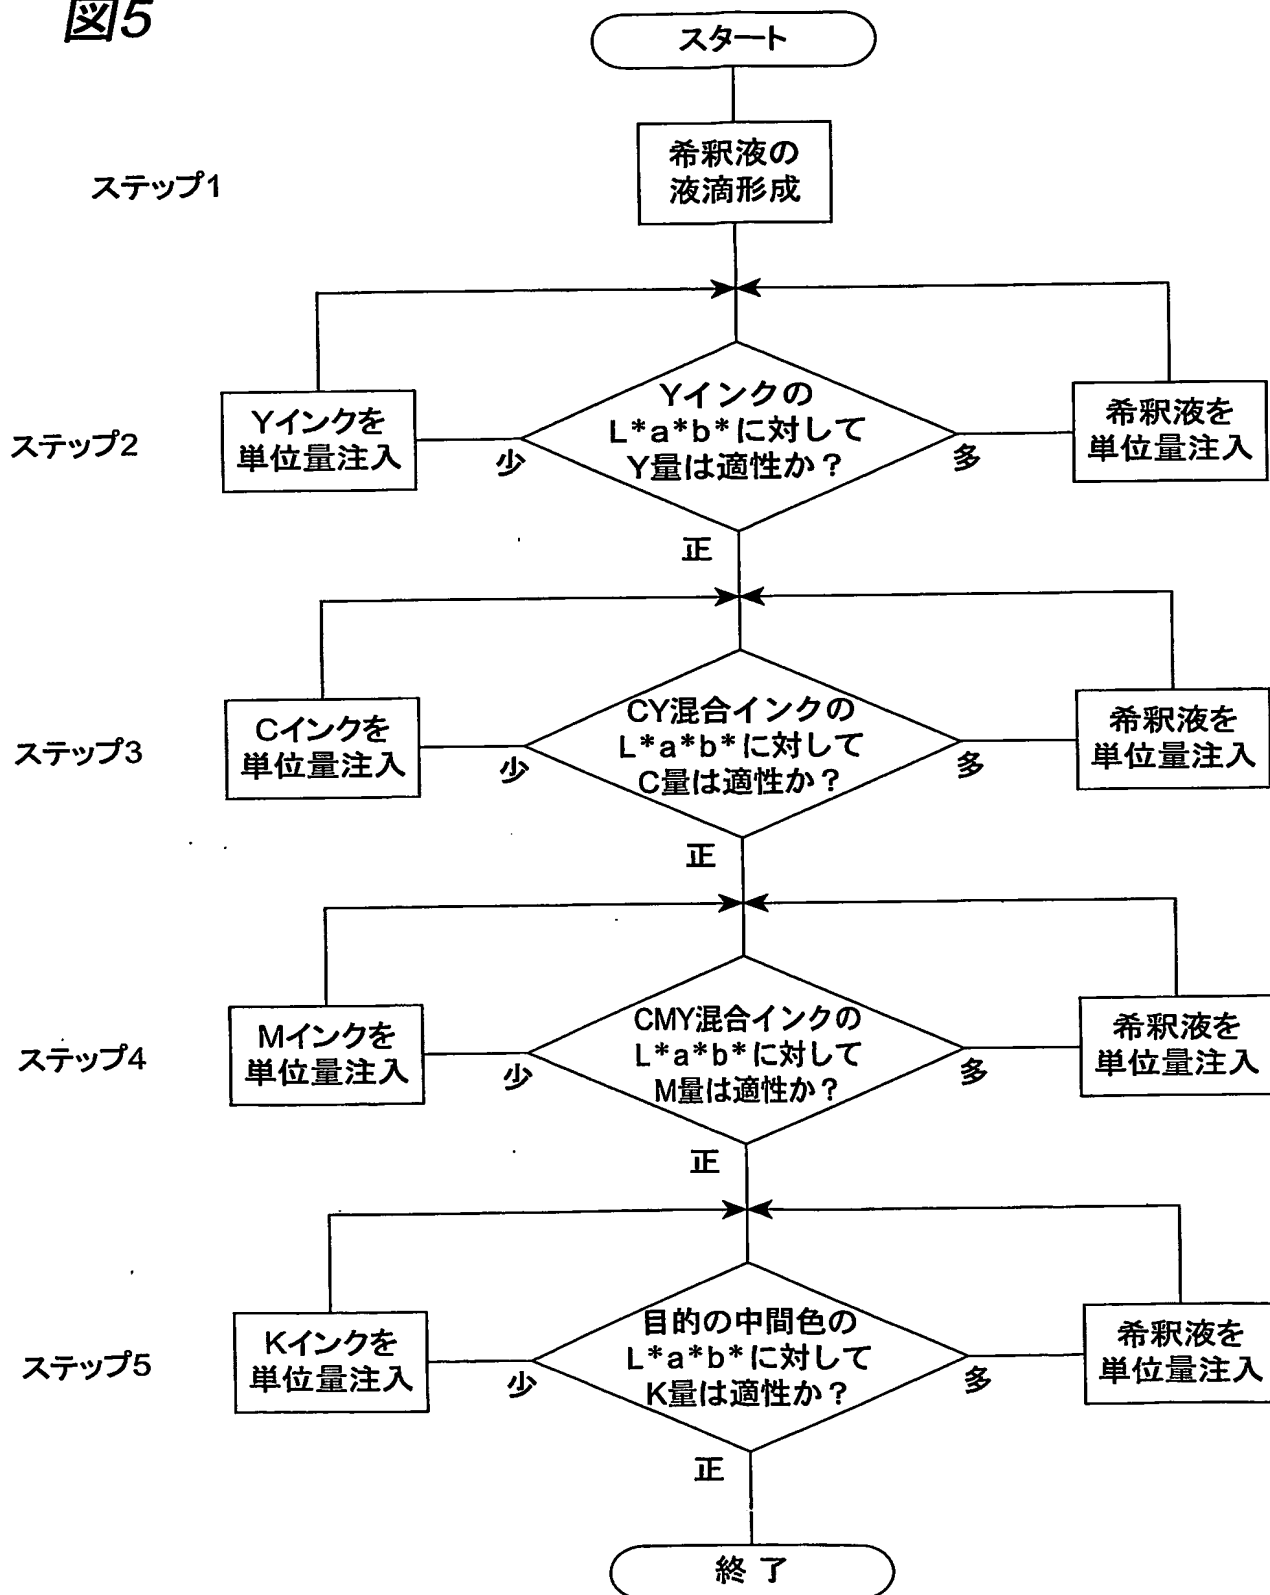 図5
スタート
ステップ1
希釈液の
液滴形成
ステップ2
Yインクを
単位量注入
少
Yインクの
L*a*b*に対して
Y量は適性か？
多
希釈液を
単位量注入
正
ステップ3
Cインクを
単位量注入
少
CY混合インクの
L*a*b*に対して
C量は適性か？
多
希釈液を
単位量注入
正
ステップ4
Mインクを
単位量注入
少
CMY混合インクの
L*a*b*に対して
M量は適性か？
多
希釈液を
単位量注入
正
ステップ5
Kインクを
単位量注入
少
目的の中間色の
L*a*b*に対して
K量は適性か？
多
希釈液を
単位量注入
正
終了